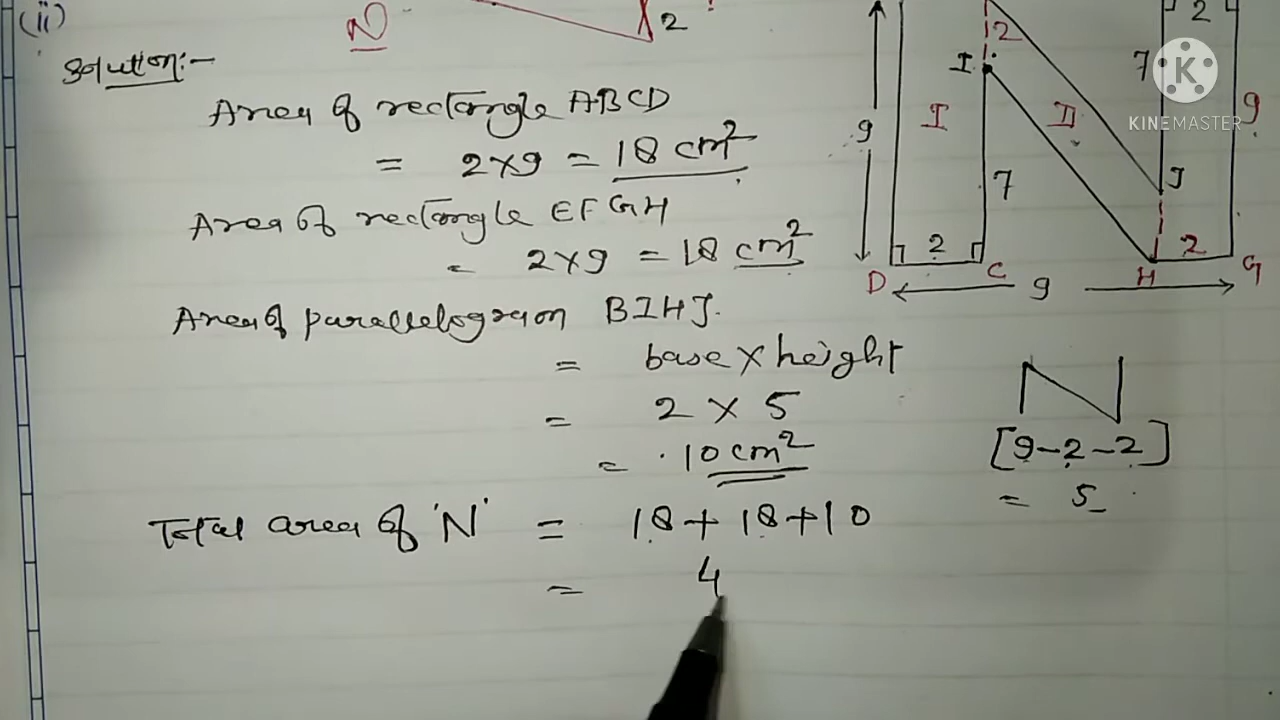 (ii)
N 2
Solution:-
Area of rectangle ABCD
= 2×9 = 18 cm²
Area of rectangle EFGH
= 2×9 = 18 cm²
Area of parallelogram BIHJ.
= base × height
= 2 × 5
= 10 cm²
Total area of 'N' = 18 + 18 + 10
= 4
2 2
I 7 K
KINEMASTER
9 I II 9
7 J
2 2
D C H G
9
N
[9-2-2]
= 5